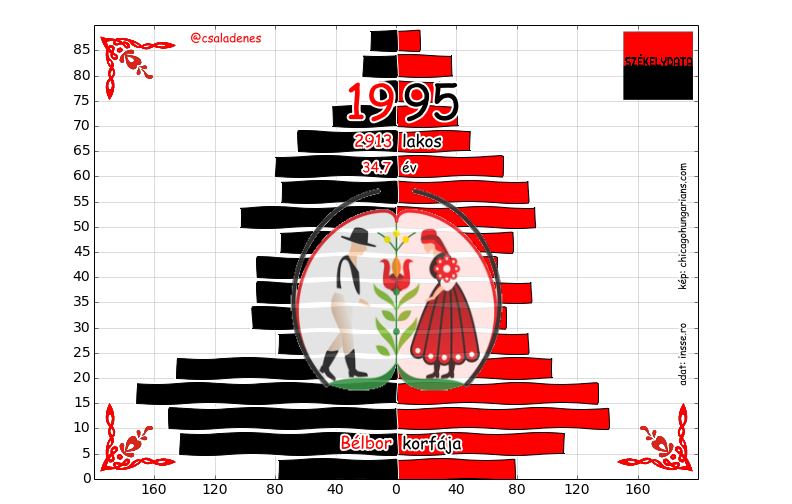 @csaladenes
SZÉKELYDATA
1995
2913 lakos
34.7 év
Bélbor korfája
kép: chicagohungarians.com
adat: insse.ro
85
80
75
70
65
60
55
50
45
40
35
30
25
20
15
10
5
0
160 120 80 40 0 40 80 120 160